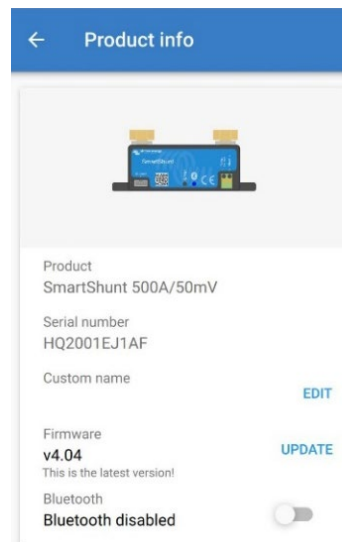 Product info
SmartShunt
Product
SmartShunt 500A/50mV
Serial number
HQ2001EJ1AF
Custom name
EDIT
Firmware
v4.04
UPDATE
This is the latest version!
Bluetooth
Bluetooth disabled